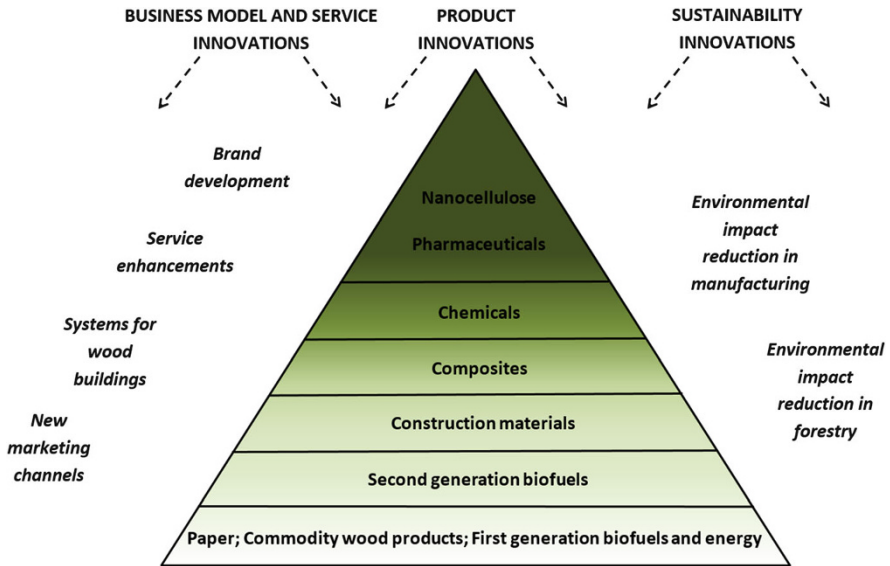 BUSINESS MODEL AND SERVICE
INNOVATIONS
PRODUCT
INNOVATIONS
SUSTAINABILITY
INNOVATIONS
Brand
development
Service
enhancements
Systems for
wood
buildings
New
marketing
channels
Nanocellulose
Pharmaceuticals
Chemicals
Composites
Construction materials
Second generation biofuels
Paper; Commodity wood products; First generation biofuels and energy
Environmental
impact
reduction in
manufacturing
Environmental
impact
reduction in
forestry